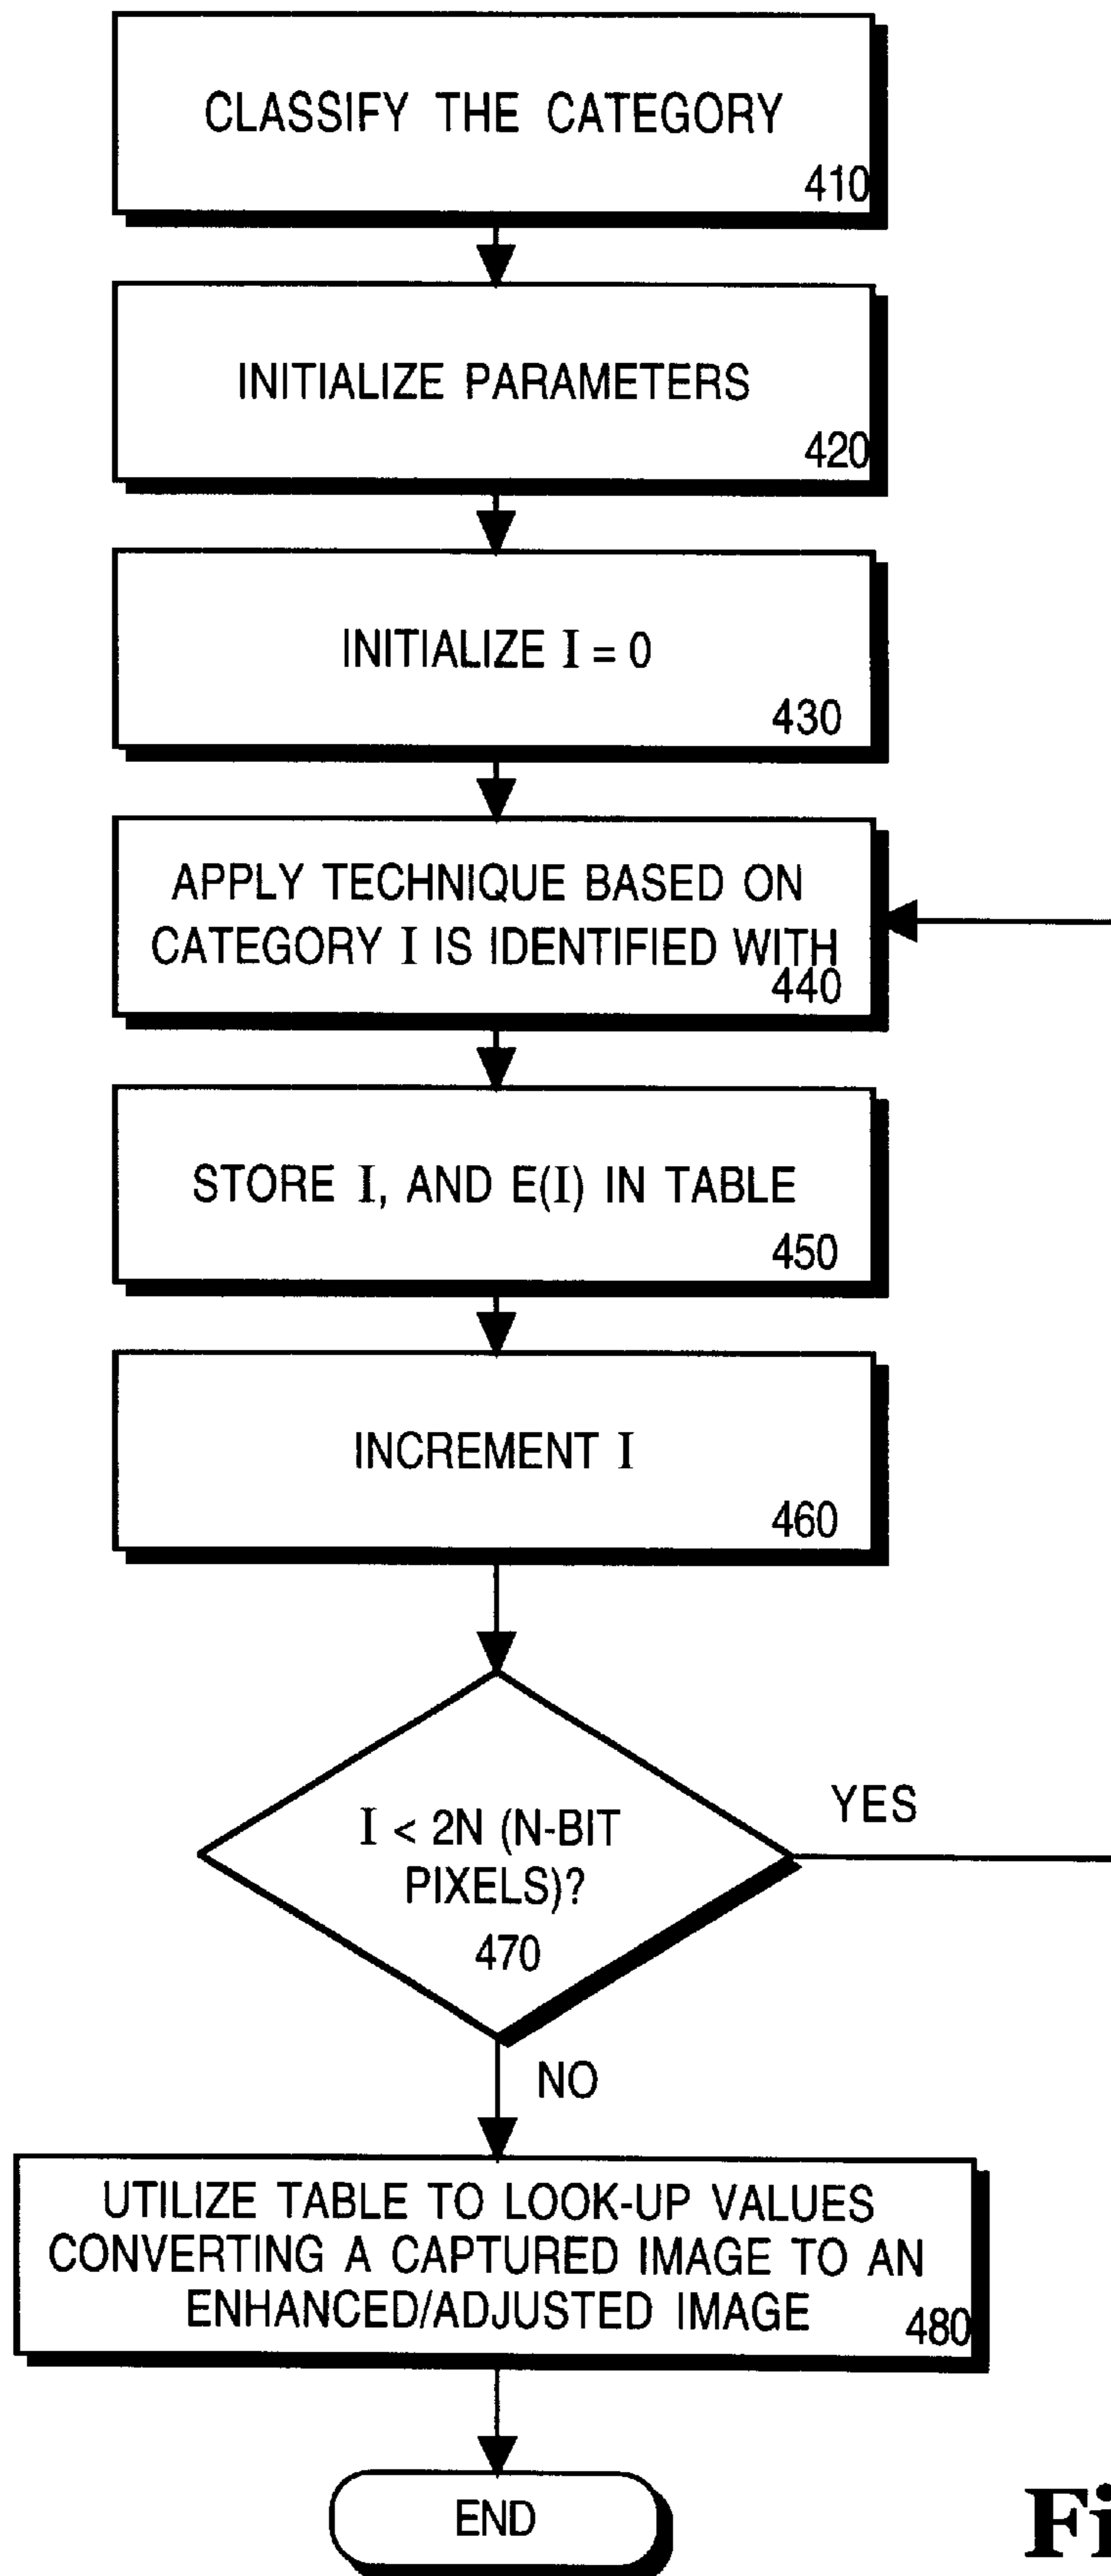 CLASSIFY THE CATEGORY
410
INITIALIZE PARAMETERS
420
INITIALIZE I = 0
430
APPLY TECHNIQUE BASED ON
CATEGORY I IS IDENTIFIED WITH
440
STORE I, AND E(I) IN TABLE
450
INCREMENT I
460
I < 2N (N-BIT
PIXELS)?
470
YES
NO
UTILIZE TABLE TO LOOK-UP VALUES
CONVERTING A CAPTURED IMAGE TO AN
ENHANCED/ADJUSTED IMAGE
480
END